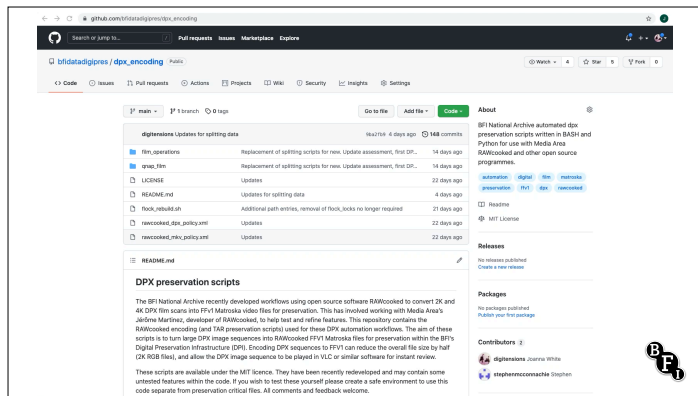 github.com/bfidatadigipres/dpx_encoding
Search or jump to... / Pull requests Issues Marketplace Explore
bfidatadigipres / dpx_encoding Public
Watch 4 Star 5 Fork 0
Code Issues Pull requests Actions Projects Wiki Security Insights Settings
main 1 branch 0 tags Go to file Add file Code
digitensions Updates for splitting data 6 days ago 148 commits
film_operations Replacement of splitting scripts for new. Update assessment, first DP... 14 days ago
qnap_film Replacement of splitting scripts for new. Update assessment, first DP... 14 days ago
LICENSE Updates 22 days ago
README.md Updates for splitting data 4 days ago
flock_rebuild.sh Additional path entries, removal of flock_locks no longer required 21 days ago
rawcooked_dpx_policy.xml Updates 22 days ago
rawcooked_mkv_policy.xml Updates 22 days ago
README.md
DPX preservation scripts
The BFI National Archive recently developed workflows using open source software RAWcooked to convert 2K and
4K DPX film scans into FFV1 Matroska video files for preservation. This has involved working with Media Area's
Jérôme Martinez, developer of RAWcooked, to help test and refine features. This repository contains the
RAWcooked encoding (and TAR preservation scripts) used for these DPX automation workflows. The aim of these
scripts is to turn large DPX image sequences into RAWcooked FFV1 Matroska files for preservation within the BFI's
Digital Preservation Infrastructure (DPI). Encoding DPX sequences to FFV1 can reduce the overall file size by half
(2K RGB files), and allow the DPX image sequence to be played in VLC or similar software for instant review.
These scripts are available under the MIT licence. They have been recently redeveloped and may contain some
untested features within the code. If you wish to test these yourself please create a safe environment to use this
code separate from preservation critical files. All comments and feedback welcome.
About
BFI National Archive automated dpx
preservation scripts written in BASH and
Python for use with Media Area
RAWcooked and other open source
programmes.
automation digital film matroska
preservation ffv1 dpx rawcooked
Readme
MIT License
Releases
No releases published
Create a new release
Packages
No packages published
Publish your first package
Contributors 2
digitensions Joanna White
stephenmcconnachie Stephen
BFI